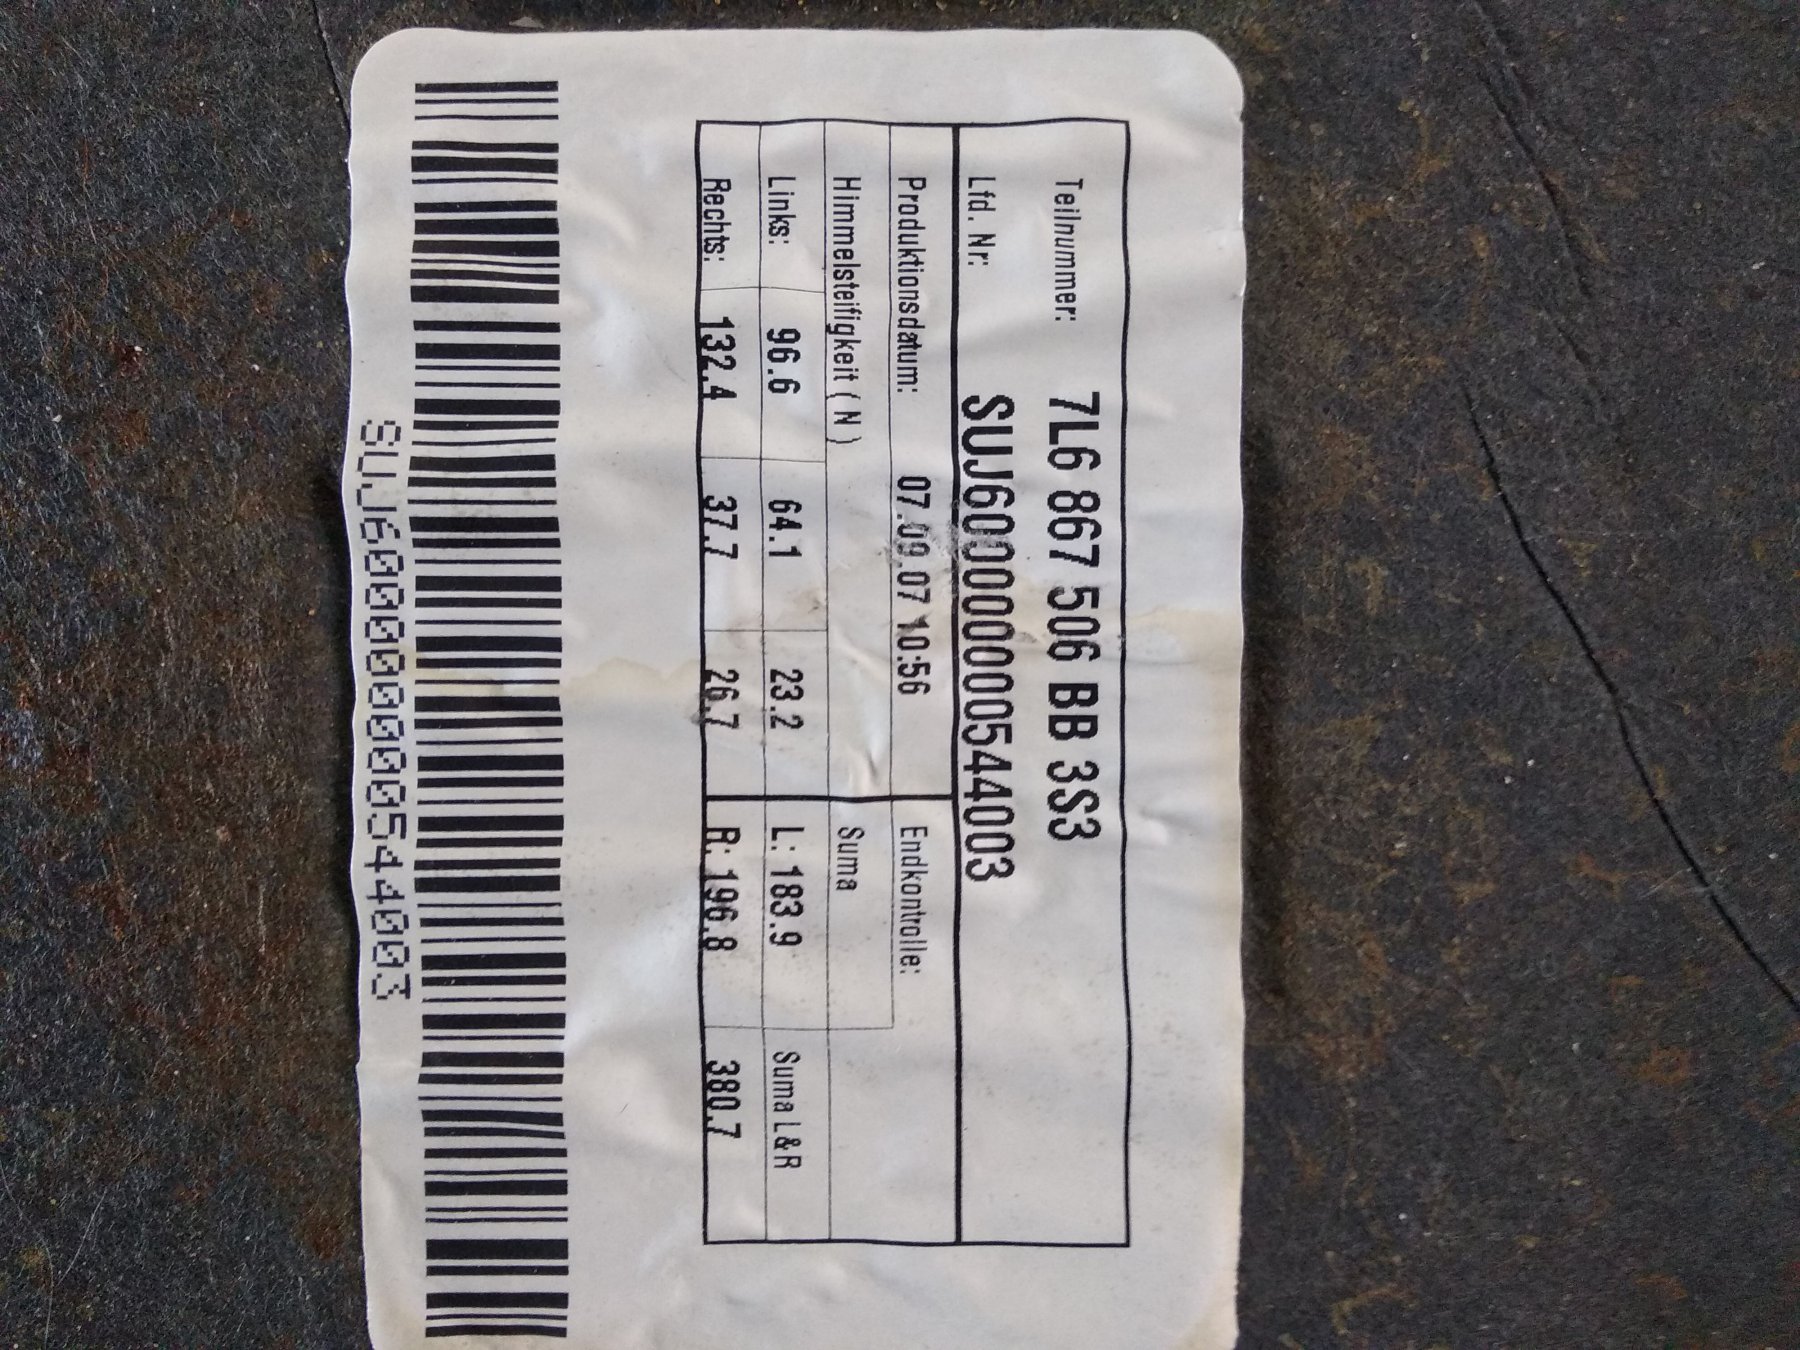 Teilnummer: 7L6 867 506 BB 3S3
Lfd. Nr: SUJ60000000000544003
Produktionsdatum: 07.09.07 10:56 Endkontrolle:
Himmelsteifigkeit ( N ) Suma
Links: 96.6 64.1 23.2 L: 183.9 Suma L&R
Rechts: 132.4 37.7 26.7 R: 196.8 380.7
SUJ60000000000544003